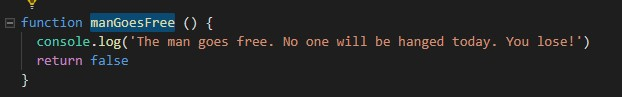 function manGoesFree () {
console.log('The man goes free. No one will be hanged today. You lose!')
return false
}